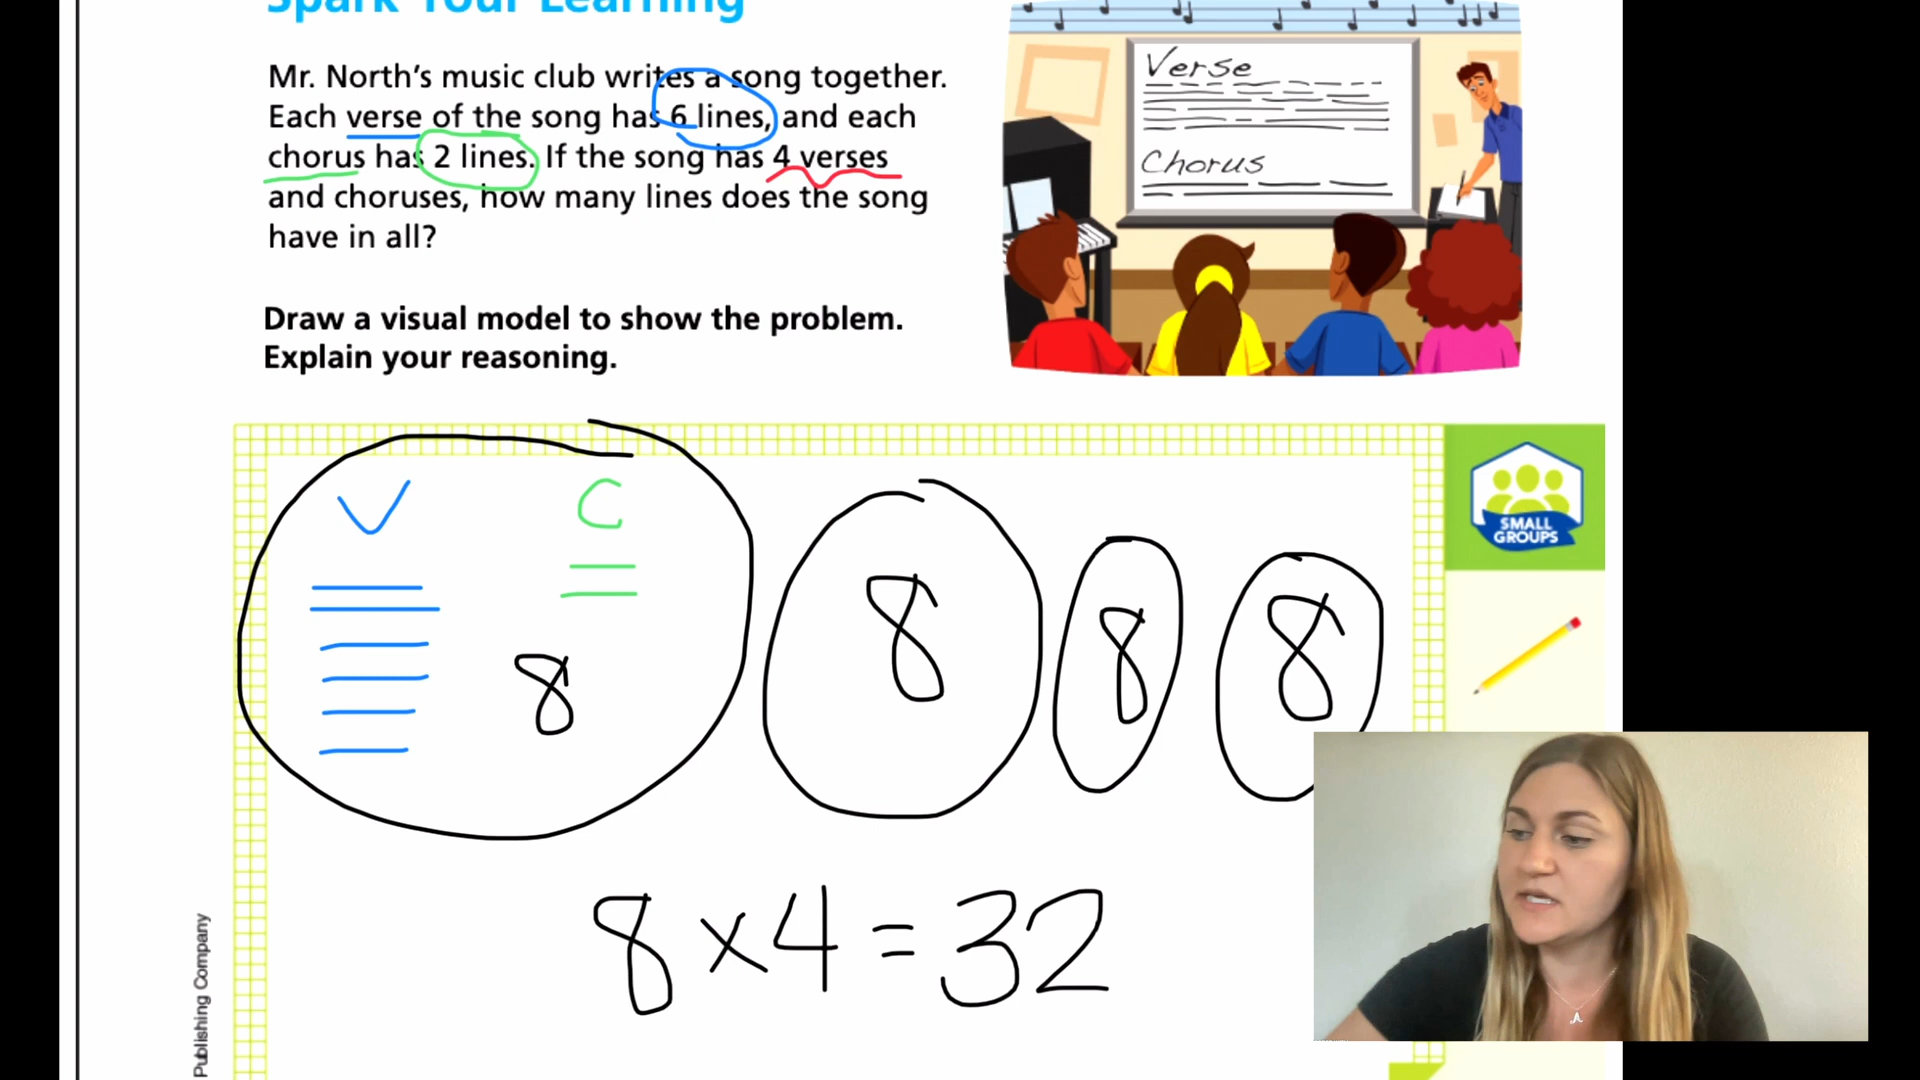 Spark Your Learning
Mr. North's music club writes a song together.
Each verse of the song has 6 lines, and each
chorus has 2 lines. If the song has 4 verses
and choruses, how many lines does the song
have in all?
Draw a visual model to show the problem.
Explain your reasoning.
Verse
Chorus
SMALL
GROUPS
V C
8 8 8 8
8 x 4 = 32
Publishing Company